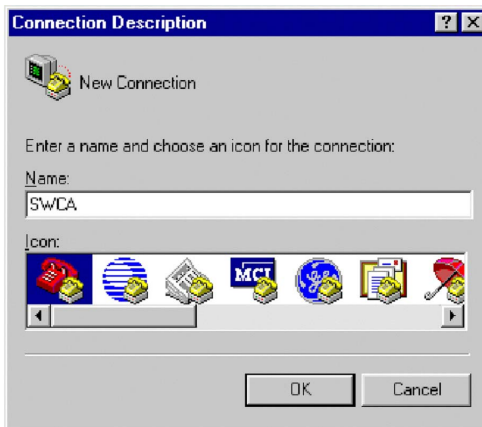 Connection Description
New Connection
Enter a name and choose an icon for the connection:
Name:
SWCA
Icon:
MCI
OK
Cancel